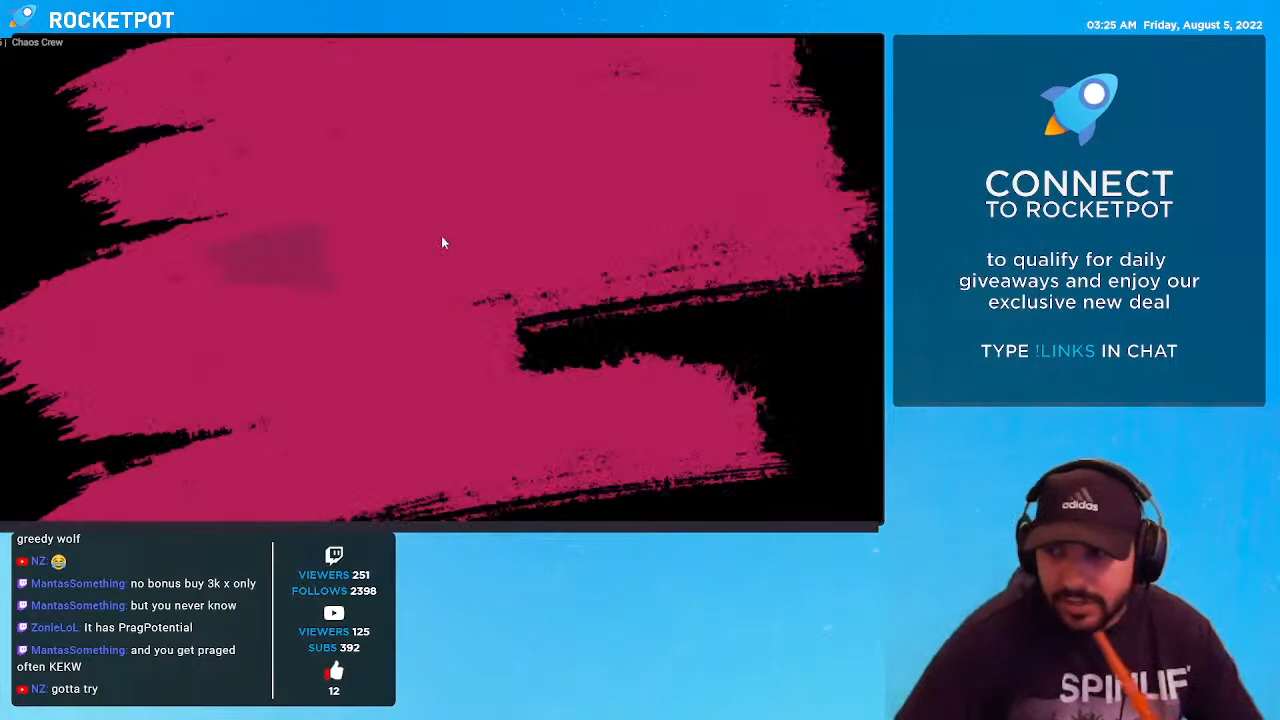 ROCKETPOT
03:25 AM Friday, August 5, 2022
| Chaos Crew
CONNECT
TO ROCKETPOT
to qualify for daily
giveaways and enjoy our
exclusive new deal
TYPE !LINKS IN CHAT
greedy wolf
NZ: 😂
MantasSomething: no bonus buy 3k x only
MantasSomething: but you never know
ZonieLoL: It has PragPotential
MantasSomething: and you get praged
often KEKW
NZ: gotta try
VIEWERS 251
FOLLOWS 2398
VIEWERS 125
SUBS 392
12
adidas